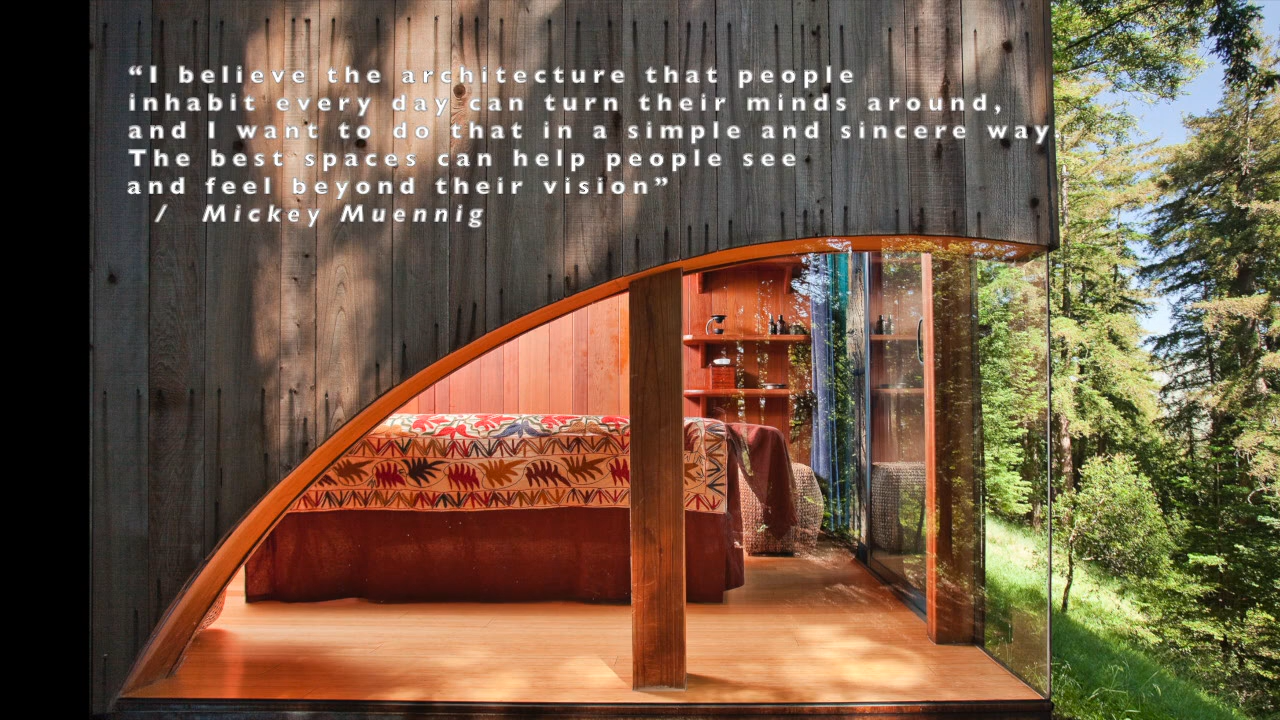 “I believe the architecture that people
inhabit every day can turn their minds around,
and I want to do that in a simple and sincere way.
The best spaces can help people see
and feel beyond their vision”
/ Mickey Muennig